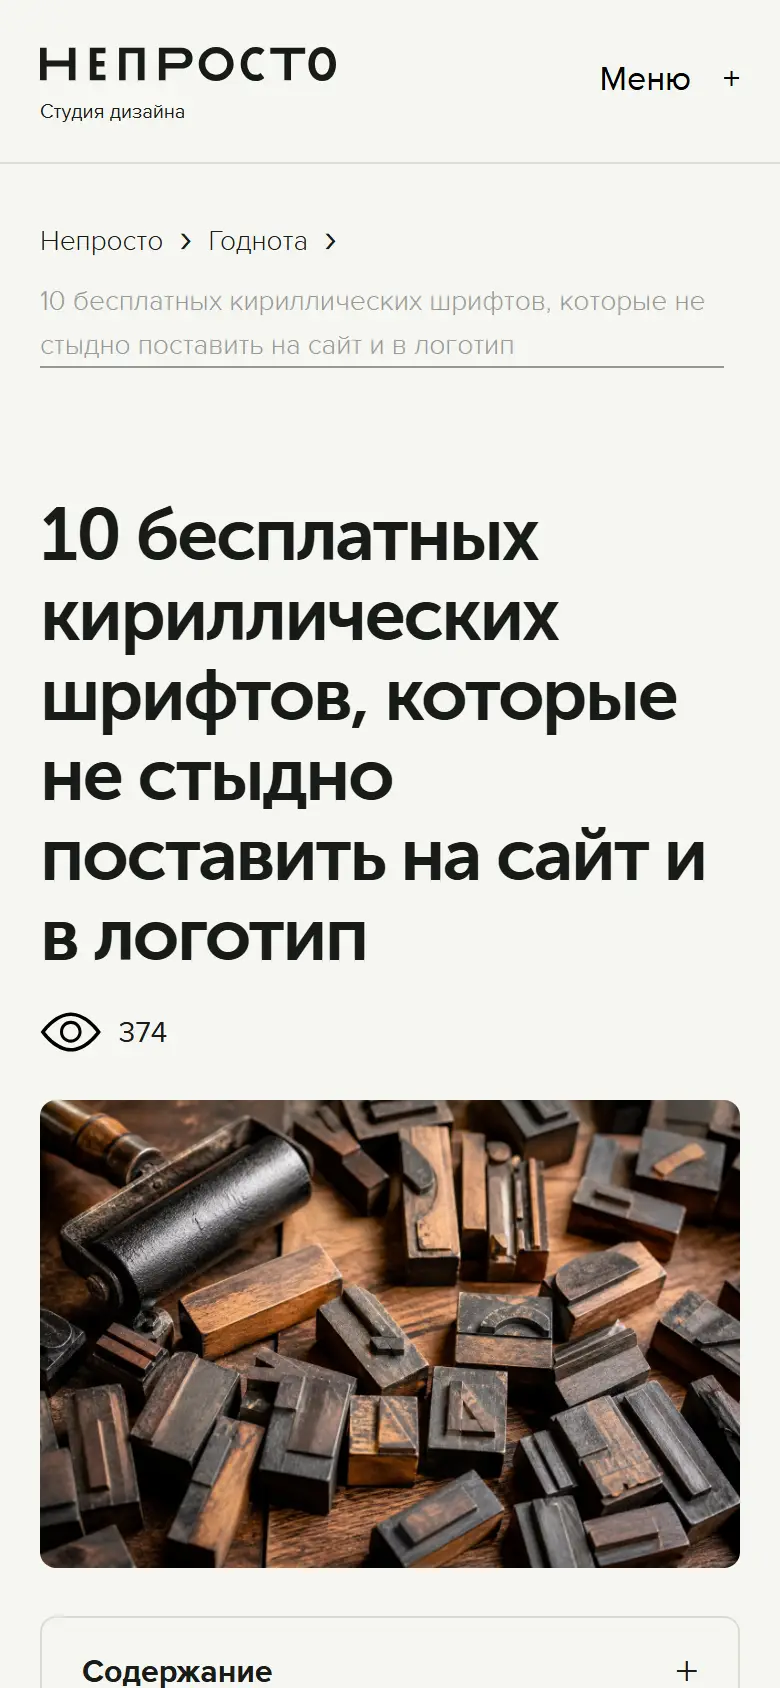 НЕПРОСТО
Студия дизайна
Меню +
Непросто > Годнота >
10 бесплатных кириллических шрифтов, которые не
стыдно поставить на сайт и в логотип
10 бесплатных
кириллических
шрифтов, которые
не стыдно
поставить на сайт и
в логотип
374
Содержание +